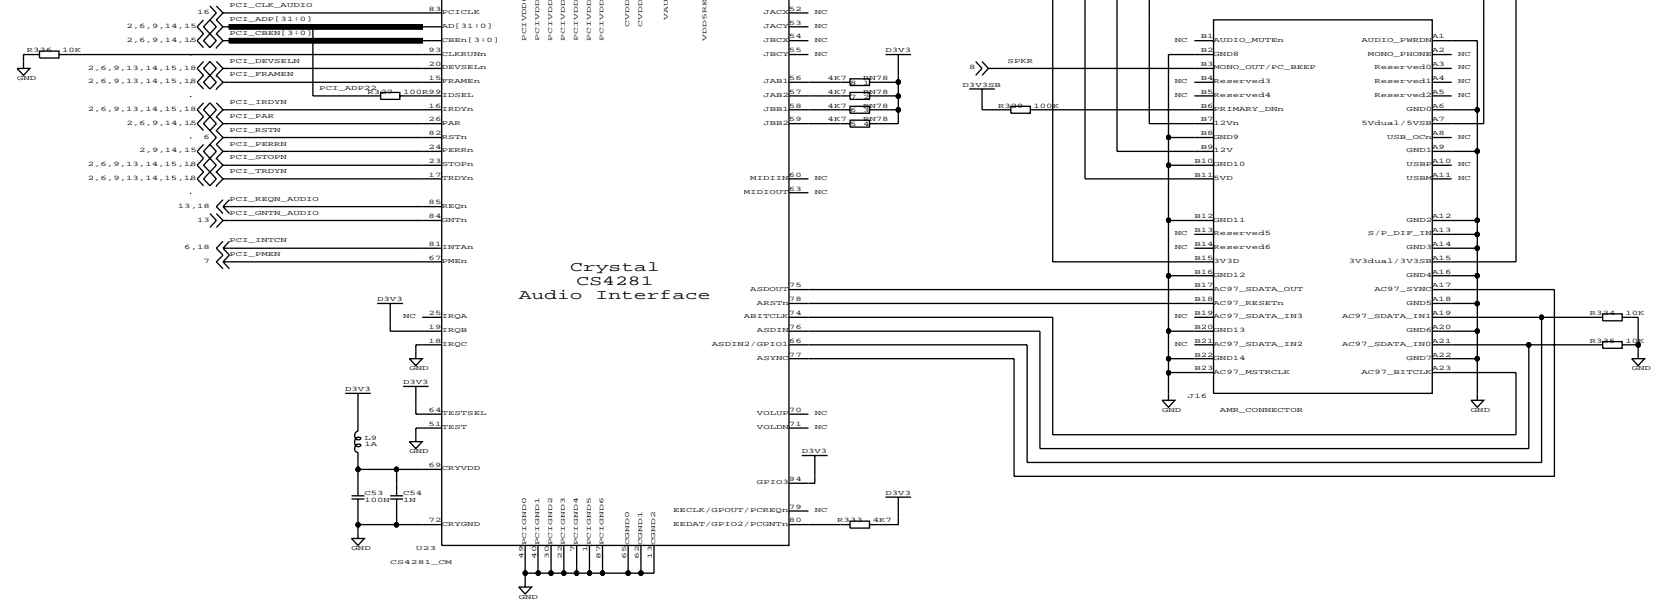 16 PCI_CLK_AUDIO 83 PCICLK
2,6,9,14,15 PCI_ADP[31:0] AD[31:0]
2,6,9,14,15 PCI_CBEN[3:0] CBEn[3:0]
R336 10K 93 CLKRUNn
GND
2,6,9,13,14,15,18 PCI_DEVSELN 20 DEVSELn
2,6,9,13,14,15,18 PCI_FRAMEN 15 FRAMEn
PCI_ADP22 R327 100R 99 IDSEL
2,6,9,13,14,15,18 PCI_IRDYN 16 IRDYn
2,6,9,14,15 PCI_PAR 26 PAR
6 PCI_RSTN 82 RSTn
2,9,14,15 PCI_PERRN 24 PERRn
2,6,9,13,14,15,18 PCI_STOPN 23 STOPn
2,6,9,13,14,15,18 PCI_TRDYN 17 TRDYn
13,18 PCI_REQN_AUDIO 85 REQn
13 PCI_GNTN_AUDIO 84 GNTn
6,18 PCI_INTCN 81 INTAn
7 PCI_PMEN 67 PMEn
D3V3
NC 25 IRQA
19 IRQB
18 IRQC
GND
D3V3
D3V3
64 TESTSEL
51 TEST
GND
L9
1A
69 CRYVDD
C53
100N
C54
1N
72 CRYGND
GND
U23
CS4281_CM
Crystal
CS4281
Audio Interface
JACX 52 NC
JACY 53 NC
JBCX 54 NC
JBCY 55 NC
D3V3
JAB1 56 4K7 RN78
JAB2 57 4K7 RN78
JBB1 58 4K7 RN78
JBB2 59 4K7 RN78
MIDIIN 60 NC
MIDIOUT 63 NC
ASDOUT 75
ARSTn 78
ABITCLK 74
ASDIN 76
ASDIN2/GPIO1 66
ASYNC 77
VOLUP 70 NC
VOLDN 71 NC
D3V3
GPIO3 94
D3V3
EECLK/GPOUT/PCREQn 79 NC
EEDAT/GPIO2/PCGNTn 80 R333 4K7
PCIGND0
PCIGND1
PCIGND2
PCIGND3
PCIGND4
PCIGND5
PCIGND6
CGND0
CGND1
CGND2
GND
8 SPKR
D3V3SB
R389 100K
NC B1 AUDIO_MUTEn
B2 GND8
B3 MONO_OUT/PC_BEEP
NC B4 Reserved3
NC B5 Reserved4
B6 PRIMARY_DNn
B7 12Vn
B8 GND9
B9 12V
B10 GND10
B11 5VD
B12 GND11
NC B13 Reserved5
NC B14 Reserved6
B15 3V3D
B16 GND12
B17 AC97_SDATA_OUT
B18 AC97_RESETn
NC B19 AC97_SDATA_IN3
B20 GND13
NC B21 AC97_SDATA_IN2
B22 GND14
B23 AC97_MSTRCLK
AUDIO_PWRDN A1
MONO_PHONE A2 NC
Reserved0 A3 NC
Reserved1 A4 NC
Reserved2 A5 NC
GND0 A6
5Vdual/5VSB A7
USB_OCn A8 NC
GND1 A9
USBP A10 NC
USBM A11 NC
GND2 A12
S/P_DIF_IN A13
GND3 A14
3V3dual/3V3SB A15
GND4 A16
AC97_SYNC A17
GND5 A18
AC97_SDATA_IN1 A19 R334 10K
GND6 A20
AC97_SDATA_IN0 A21 R335 10K
GND7 A22
AC97_BITCLK A23
GND
J16
GND
AMR_CONNECTOR
GND